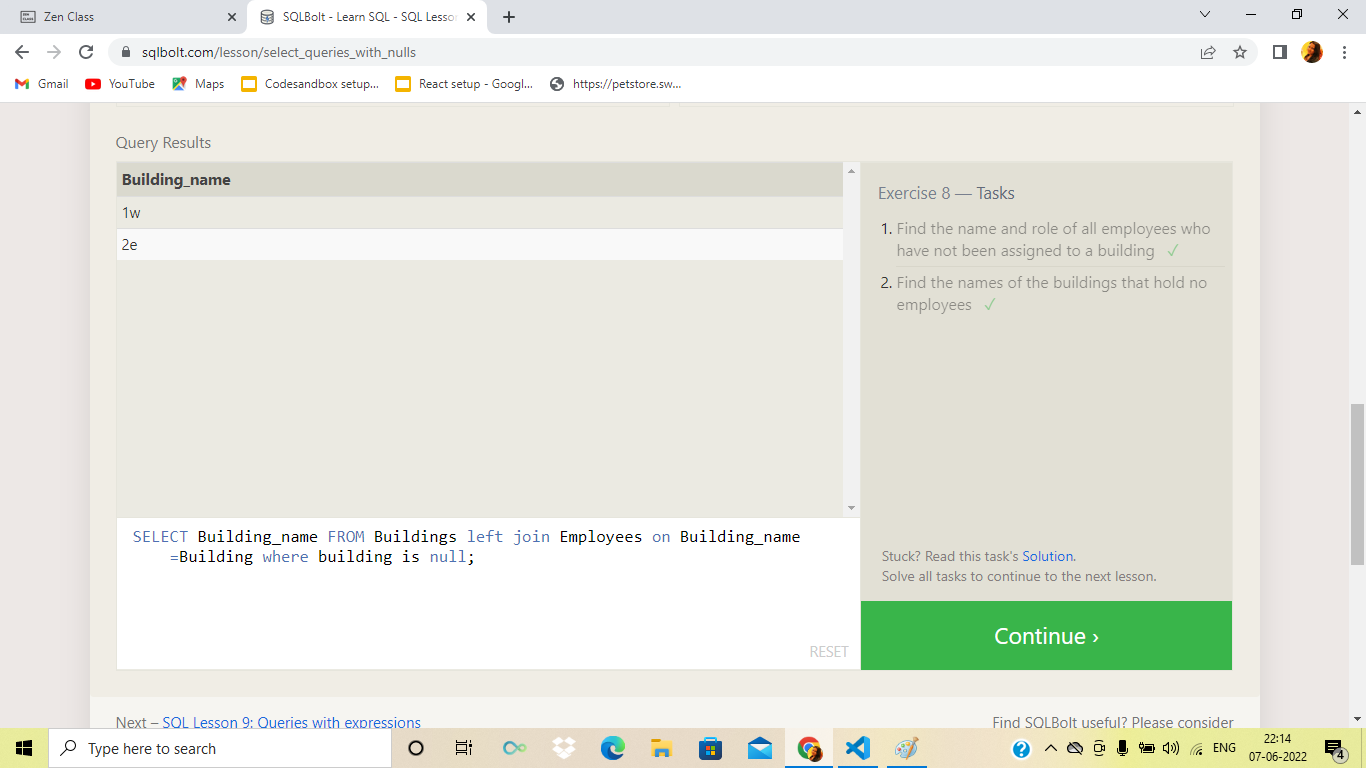 Zen Class
SQLBolt - Learn SQL - SQL Lesso
sqlbolt.com/lesson/select_queries_with_nulls
Gmail YouTube Maps Codesandbox setup... React setup - Googl... https://petstore.sw...
Query Results
Building_name
1w
2e
Exercise 8 — Tasks
1. Find the name and role of all employees who
have not been assigned to a building ✓
2. Find the names of the buildings that hold no
employees ✓
SELECT Building_name FROM Buildings left join Employees on Building_name
=Building where building is null;
RESET
Stuck? Read this task's Solution.
Solve all tasks to continue to the next lesson.
Continue ›
Next – SQL Lesson 9: Queries with expressions
Find SQLBolt useful? Please consider
Type here to search
ENG
22:14
07-06-2022
4